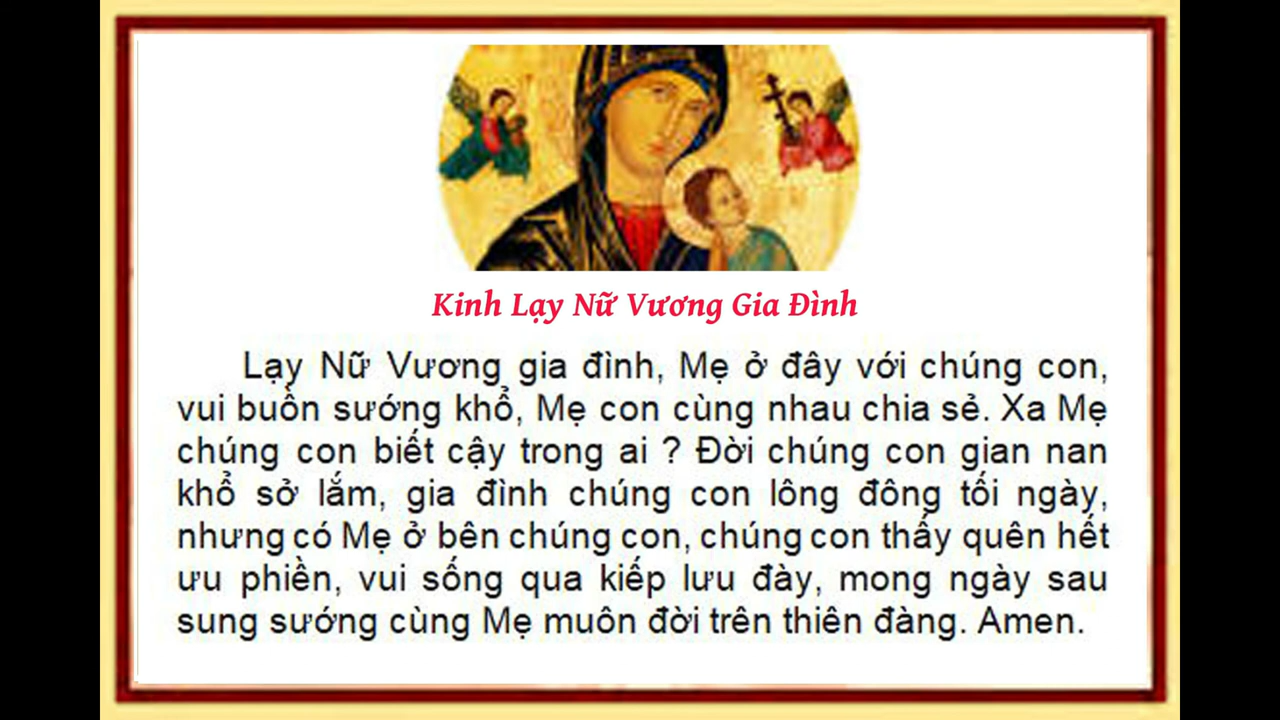 Kinh Lạy Nữ Vương Gia Đình
Lạy Nữ Vương gia đình, Mẹ ở đây với chúng con,
vui buồn sướng khổ, Mẹ con cùng nhau chia sẻ. Xa Mẹ
chúng con biết cậy trong ai ? Đời chúng con gian nan
khổ sở lắm, gia đình chúng con lông đông tối ngày,
nhưng có Mẹ ở bên chúng con, chúng con thấy quên hết
ưu phiền, vui sống qua kiếp lưu đày, mong ngày sau
sung sướng cùng Mẹ muôn đời trên thiên đàng. Amen.